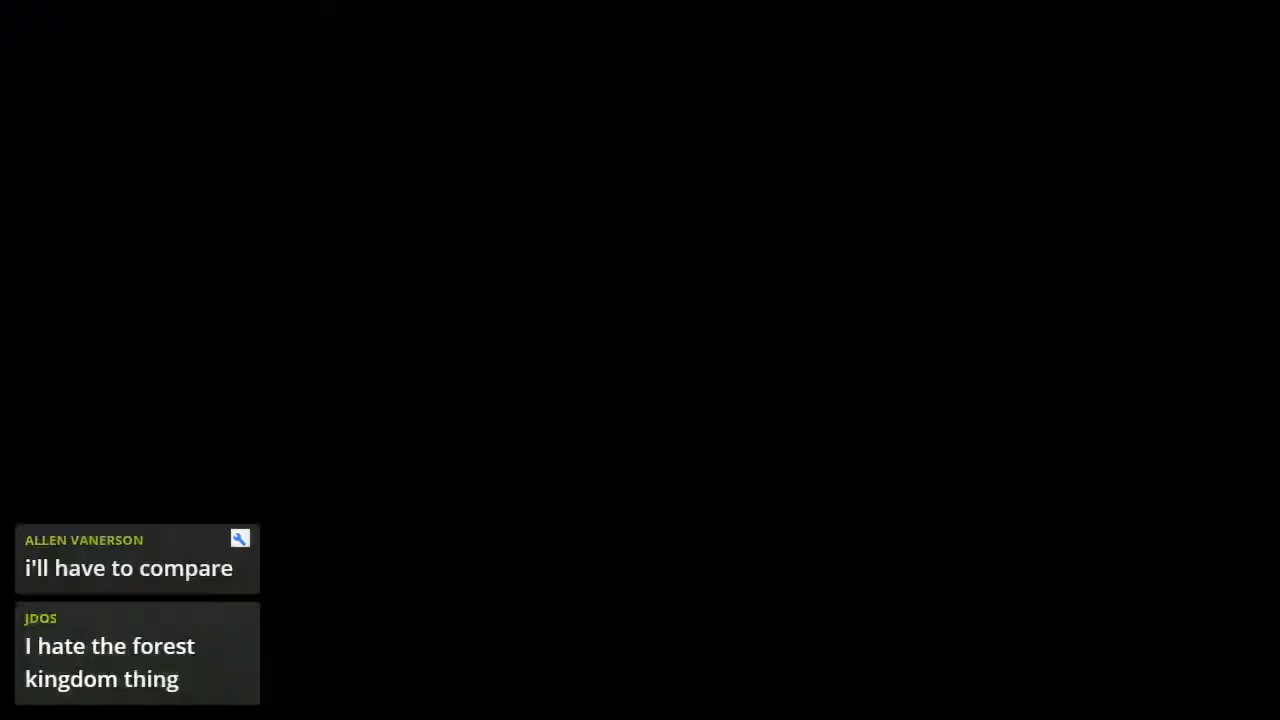 ALLEN VANERSON
i'll have to compare
JDOS
I hate the forest
kingdom thing